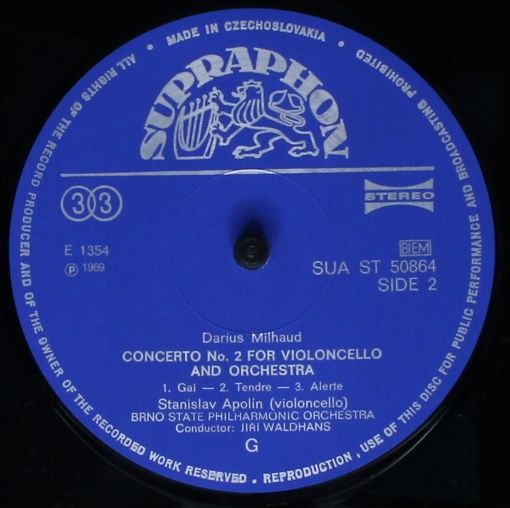 ALL RIGHTS OF THE RECORD PRODUCER AND OF THE OWNER OF THE RECORDED WORK RESERVED . REPRODUCTION, USE OF THIS DISC FOR PUBLIC PERFORMANCE AND BROADCASTING PROHIBITED
• MADE IN CZECHOSLOVAKIA •
SUPRAPHON
33
STEREO
E 1354
℗ 1969
BIEM
SUA ST 50864
SIDE 2
Darius Milhaud
CONCERTO No. 2 FOR VIOLONCELLO
AND ORCHESTRA
1. Gai — 2. Tendre — 3. Alerte
Stanislav Apolin (violoncello)
BRNO STATE PHILHARMONIC ORCHESTRA
Conductor: JIŘI WALDHANS
G